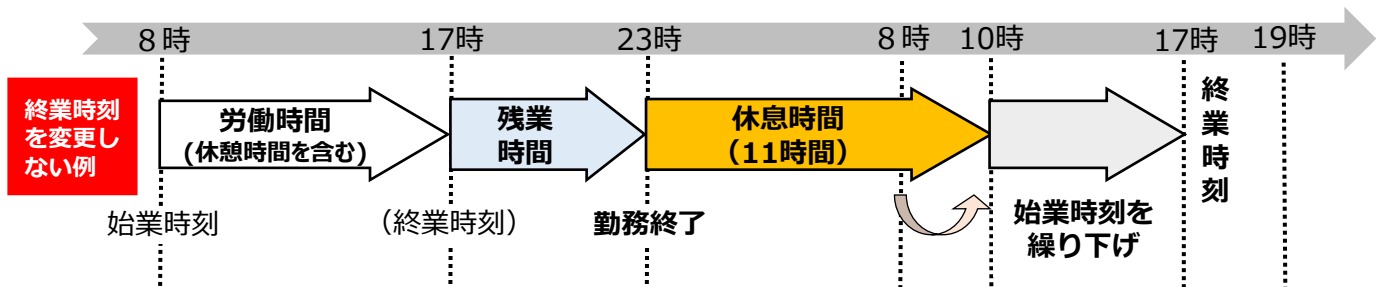 8時 17時 23時 8時 10時 17時 19時
終業時刻
を変更し
ない例
労働時間
(休憩時間を含む)
残業
時間
休息時間
（11時間）
終業時刻
始業時刻
（終業時刻）
勤務終了
始業時刻を
繰り下げ